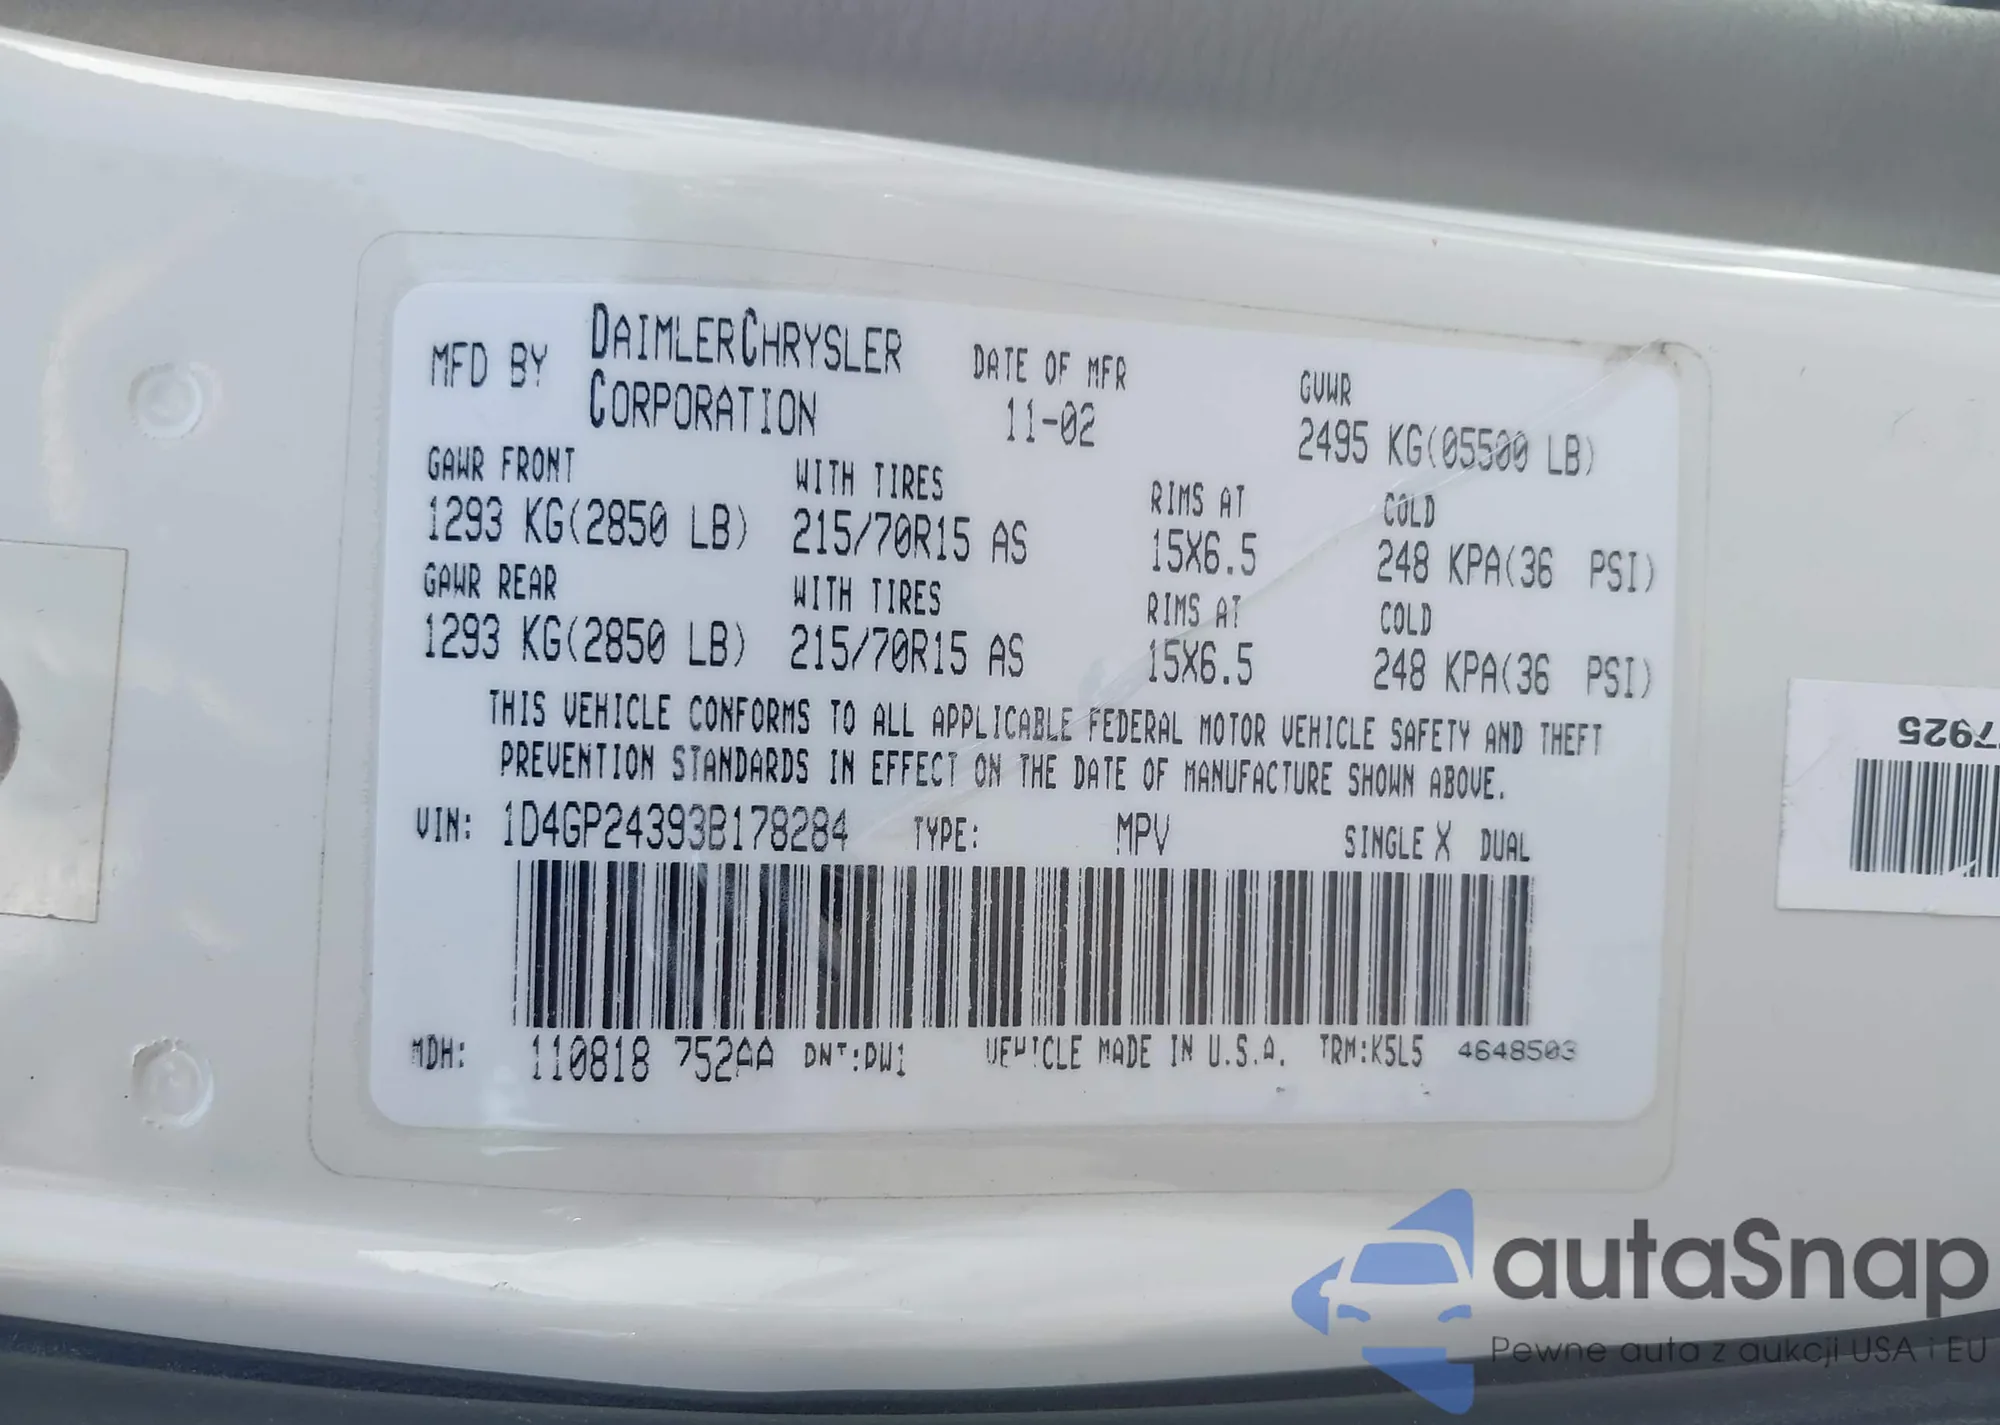 MFD BY DAIMLERCHRYSLER CORPORATION DATE OF MFR 11-02 GVWR 2495 KG(05500 LB)
GAWR FRONT WITH TIRES RIMS AT COLD
1293 KG(2850 LB) 215/70R15 AS 15X6.5 248 KPA(36 PSI)
GAWR REAR WITH TIRES RIMS AT COLD
1293 KG(2850 LB) 215/70R15 AS 15X6.5 248 KPA(36 PSI)
THIS VEHICLE CONFORMS TO ALL APPLICABLE FEDERAL MOTOR VEHICLE SAFETY AND THEFT
PREVENTION STANDARDS IN EFFECT ON THE DATE OF MANUFACTURE SHOWN ABOVE.
VIN: 1D4GP24393B178284 TYPE: MPV SINGLE X DUAL
MDH: 110818 752AA DNT:DW1 VEHICLE MADE IN U.S.A. TRM:K5L5 4648503
autaSnap
Pewne auta z aukcji USA i EU